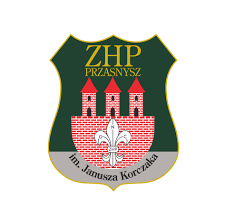 ZHP
PRZASNYSZ
im. Janusza Korczaka